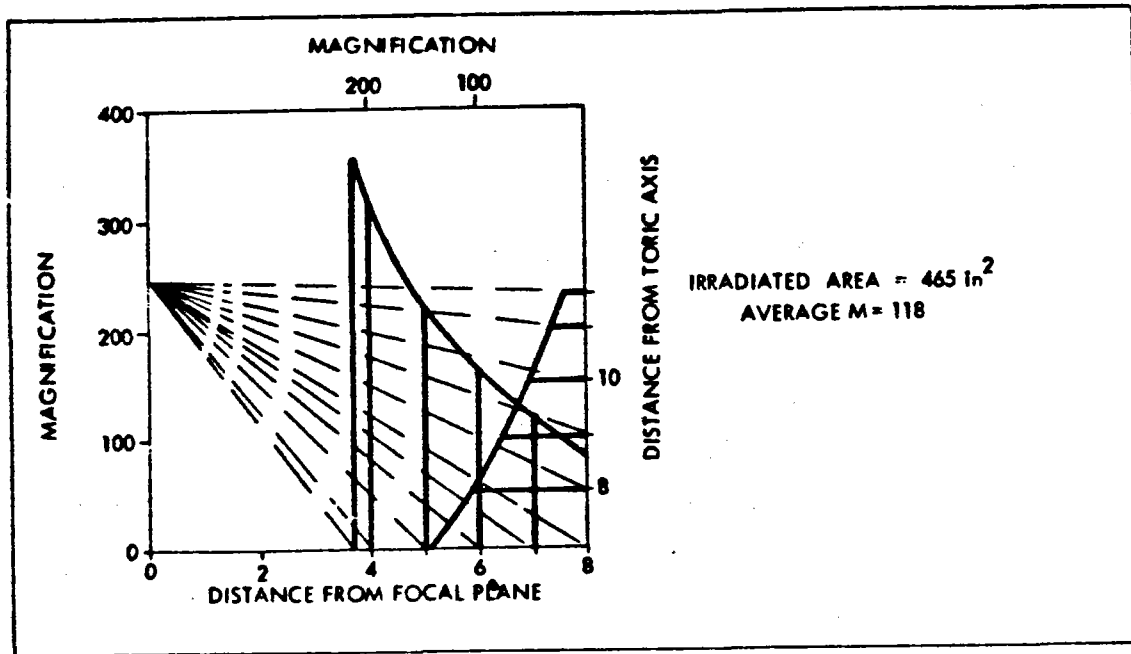 MAGNIFICATION
200 100
400
300
200
100
0
MAGNIFICATION
0 2 4 6 8
DISTANCE FROM FOCAL PLANE
10
8
DISTANCE FROM TORIC AXIS
IRRADIATED AREA = 465 in²
AVERAGE M = 118